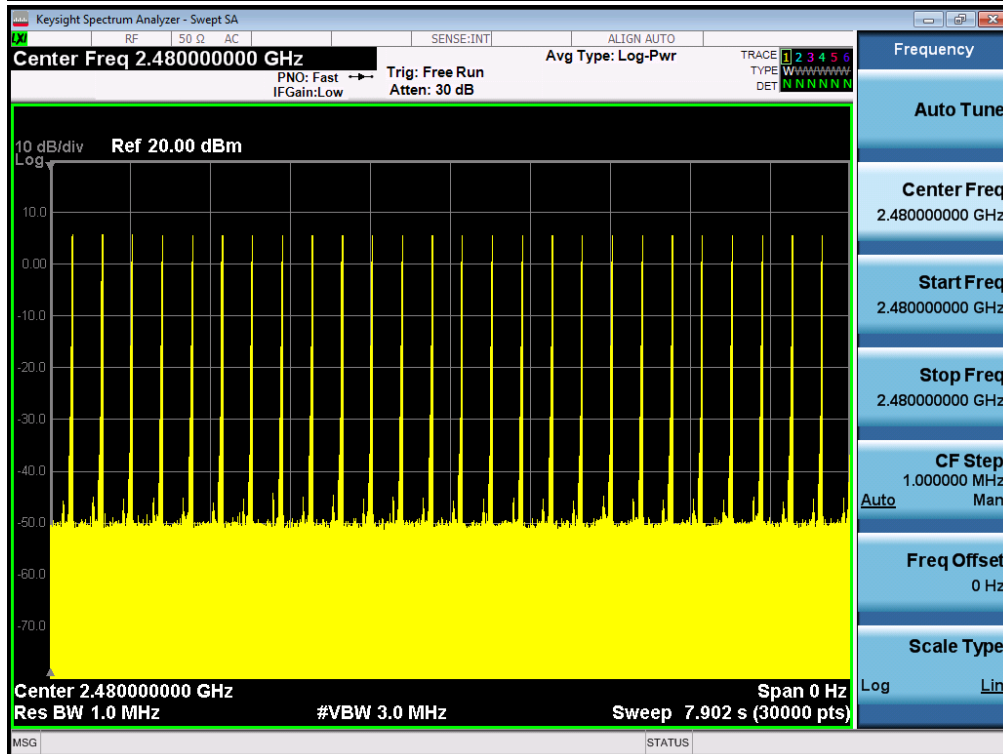 Keysight Spectrum Analyzer - Swept SA
LXI RF 50 Ω AC SENSE:INT ALIGN AUTO
Center Freq 2.480000000 GHz
PNO: Fast
IFGain:Low
Trig: Free Run
Atten: 30 dB
Avg Type: Log-Pwr
TRACE 1 2 3 4 5 6
TYPE WWWWWW
DET N N N N N N
10 dB/div Ref 20.00 dBm
Log
10.0
0.00
-10.0
-20.0
-30.0
-40.0
-50.0
-60.0
-70.0
Center 2.480000000 GHz Span 0 Hz
Res BW 1.0 MHz #VBW 3.0 MHz Sweep 7.902 s (30000 pts)
MSG STATUS
Frequency
Auto Tune
Center Freq
2.480000000 GHz
Start Freq
2.480000000 GHz
Stop Freq
2.480000000 GHz
CF Step
1.000000 MHz
Auto Man
Freq Offset
0 Hz
Scale Type
Log Lin